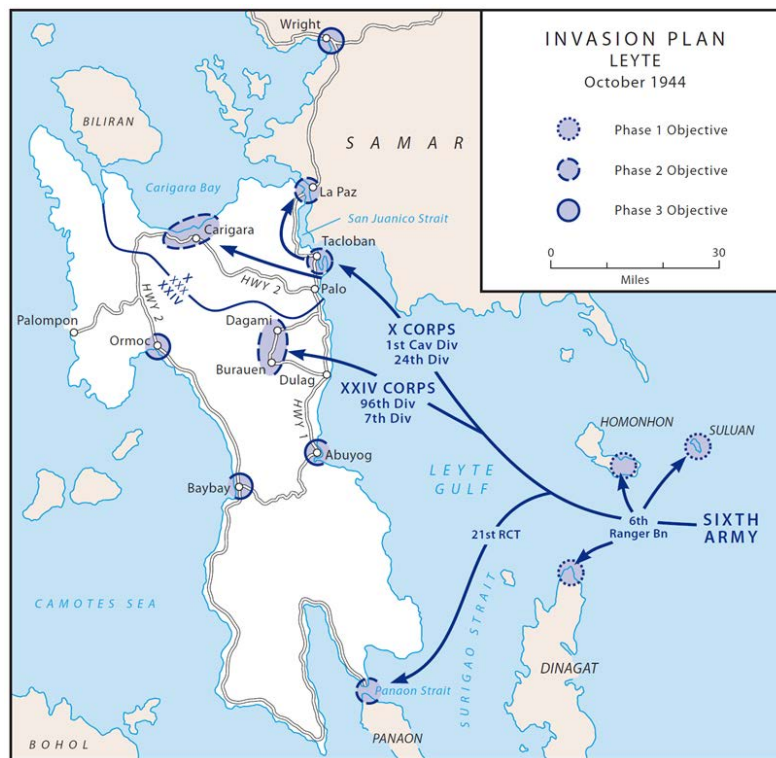 Wright
INVASION PLAN
LEYTE
October 1944
Phase 1 Objective
Phase 2 Objective
Phase 3 Objective
0
30
Miles
BILIRAN
SAMAR
Carigara Bay
La Paz
San Juanico Strait
Carigara
Tacloban
HWY 2
Palo
X
XXX
XXIV
HWY 2
Palompon
Ormoc
Dagami
Burauen
Dulag
X CORPS
1st Cav Div
24th Div
XXIV CORPS
96th Div
7th Div
HWY 1
HOMONHON
SULUAN
Abuyog
LEYTE
GULF
Baybay
6th
Ranger Bn
SIXTH
ARMY
21st RCT
CAMOTES SEA
SURIGAO STRAIT
DINAGAT
Panaon Strait
PANAON
BOHOL